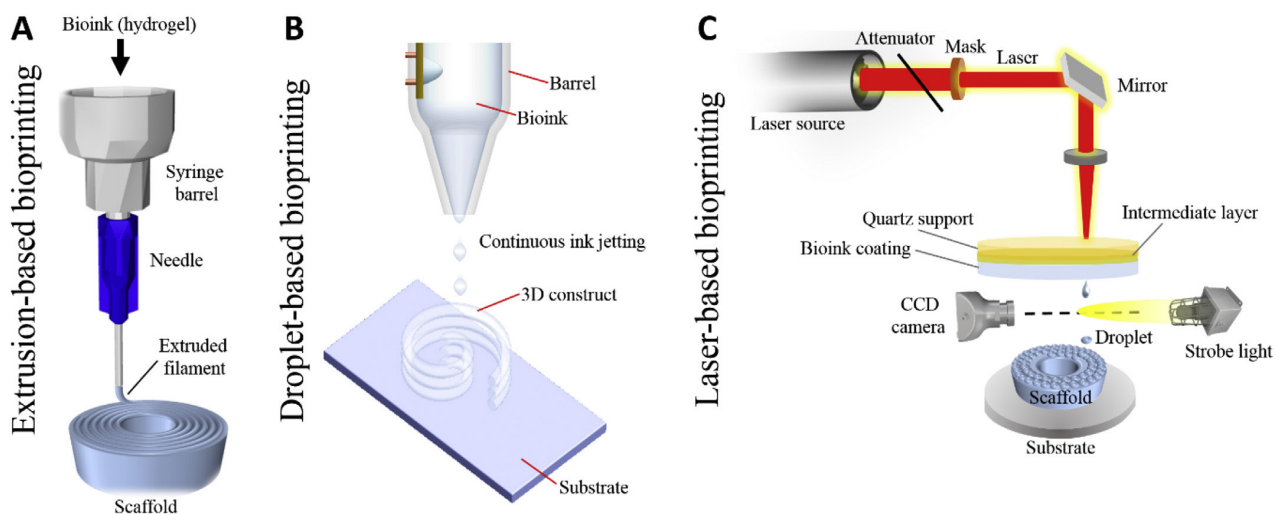 A
Extrusion-based bioprinting
Bioink (hydrogel)
Syringe
barrel
Needle
Extruded
filament
Scaffold
B
Droplet-based bioprinting
Barrel
Bioink
Continuous ink jetting
3D construct
Substrate
C
Laser-based bioprinting
Attenuator
Mask
Laser
Mirror
Laser source
Quartz support
Intermediate layer
Bioink coating
CCD
camera
Droplet
Strobe light
Scaffold
Substrate